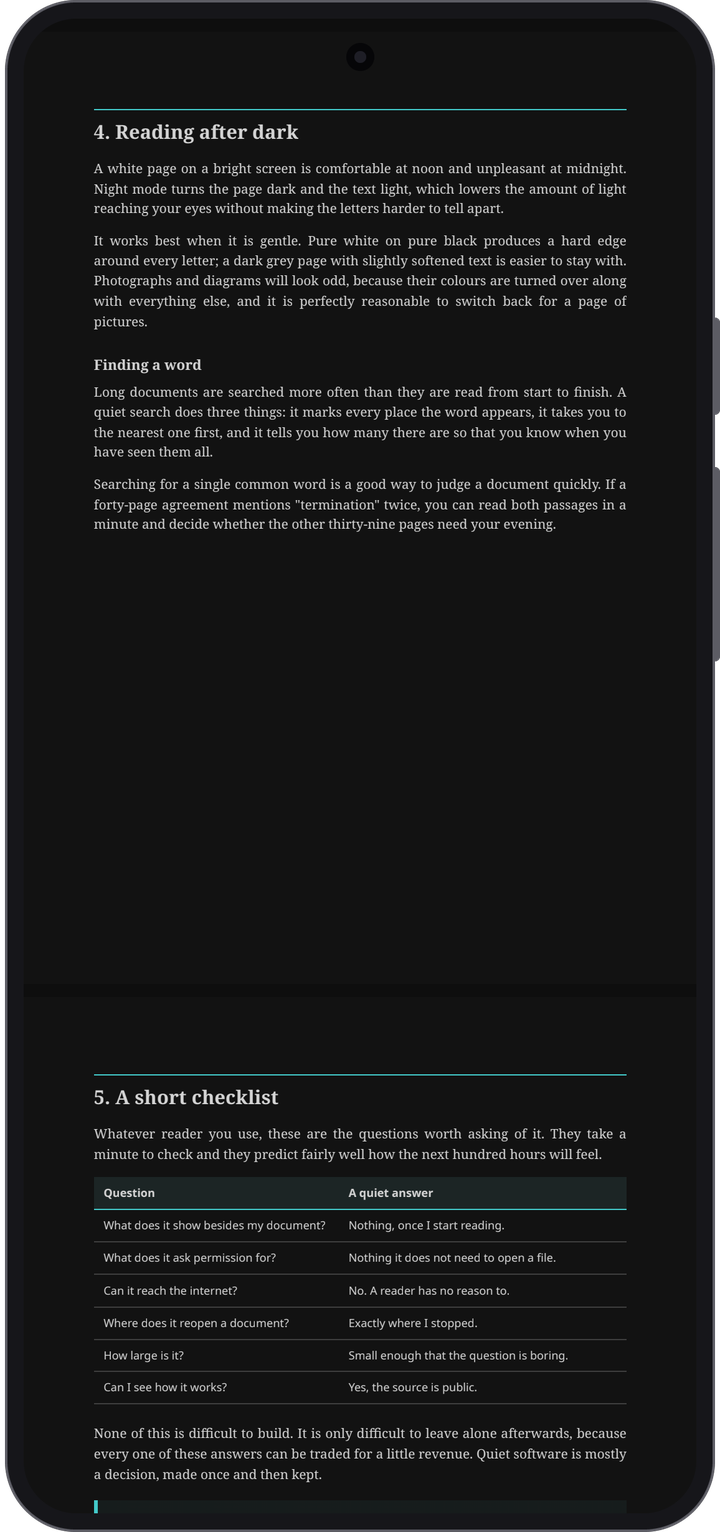 4. Reading after dark
A white page on a bright screen is comfortable at noon and unpleasant at midnight.
Night mode turns the page dark and the text light, which lowers the amount of light
reaching your eyes without making the letters harder to tell apart.
It works best when it is gentle. Pure white on pure black produces a hard edge
around every letter; a dark grey page with slightly softened text is easier to stay with.
Photographs and diagrams will look odd, because their colours are turned over along
with everything else, and it is perfectly reasonable to switch back for a page of
pictures.
Finding a word
Long documents are searched more often than they are read from start to finish. A
quiet search does three things: it marks every place the word appears, it takes you to
the nearest one first, and it tells you how many there are so that you know when you
have seen them all.
Searching for a single common word is a good way to judge a document quickly. If a
forty-page agreement mentions "termination" twice, you can read both passages in a
minute and decide whether the other thirty-nine pages need your evening.
5. A short checklist
Whatever reader you use, these are the questions worth asking of it. They take a
minute to check and they predict fairly well how the next hundred hours will feel.
Question A quiet answer
What does it show besides my document? Nothing, once I start reading.
What does it ask permission for? Nothing it does not need to open a file.
Can it reach the internet? No. A reader has no reason to.
Where does it reopen a document? Exactly where I stopped.
How large is it? Small enough that the question is boring.
Can I see how it works? Yes, the source is public.
None of this is difficult to build. It is only difficult to leave alone afterwards, because
every one of these answers can be traded for a little revenue. Quiet software is mostly
a decision, made once and then kept.